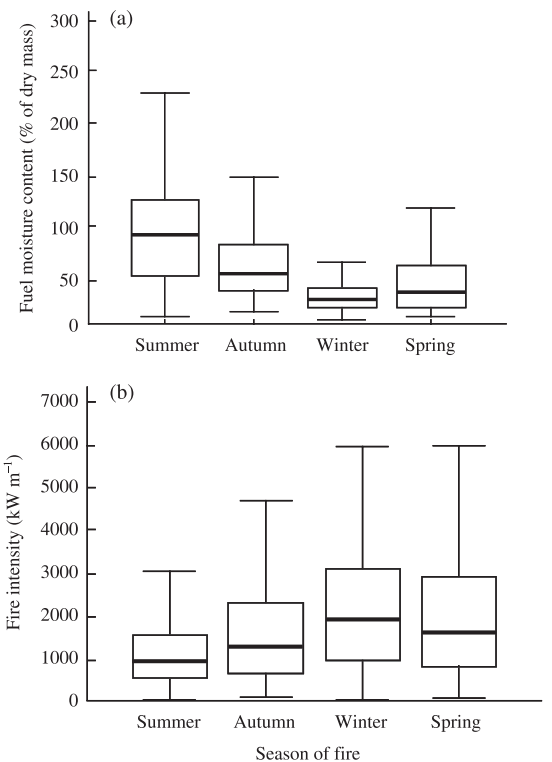 (a)
Fuel moisture content (% of dry mass)
300
250
200
150
100
50
0
Summer Autumn Winter Spring
(b)
Fire intensity (kW m⁻¹)
7000
6000
5000
4000
3000
2000
1000
0
Summer Autumn Winter Spring
Season of fire